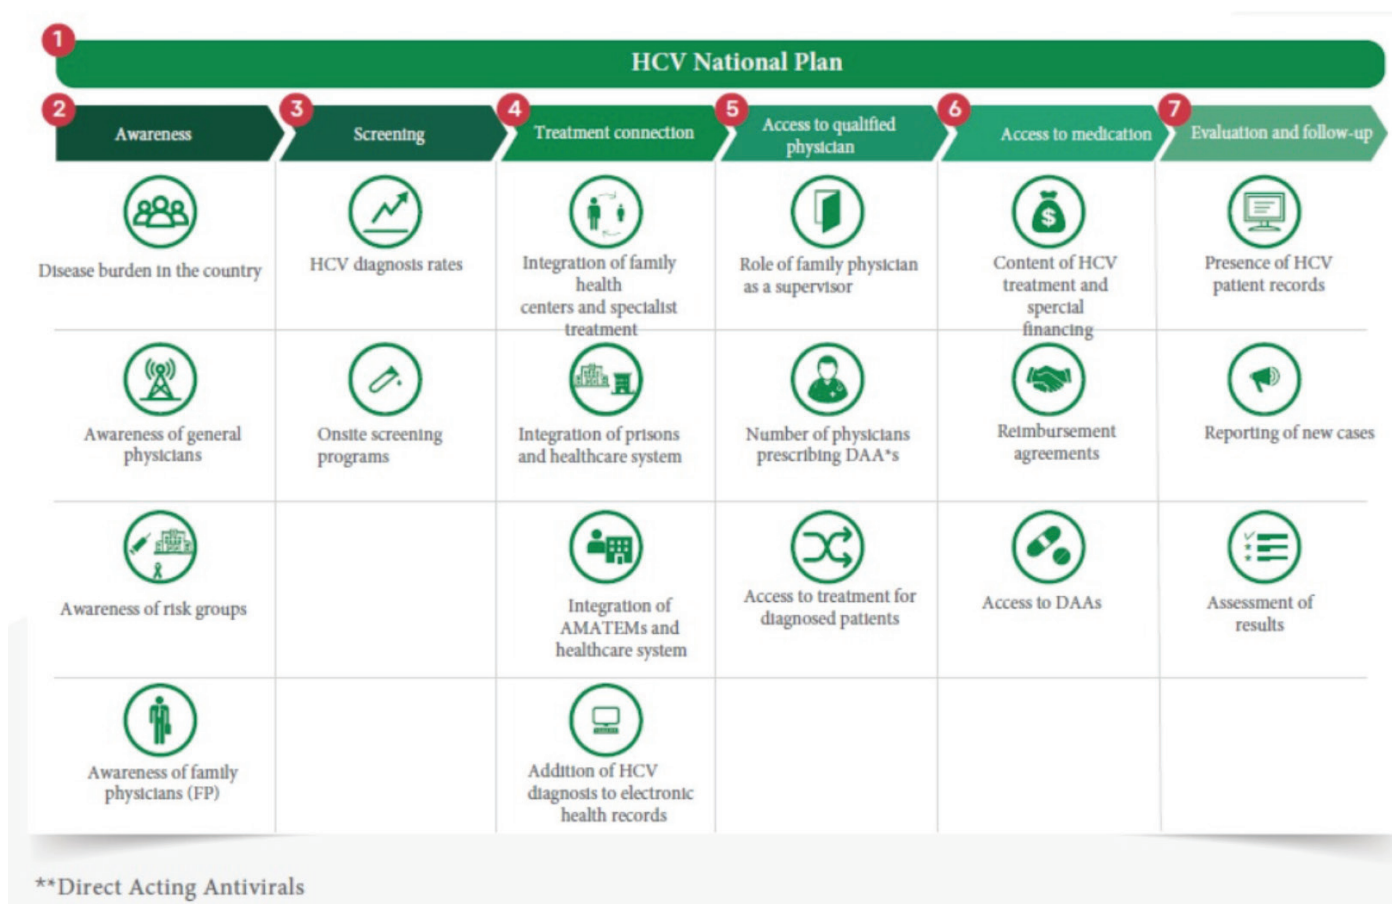 1
HCV National Plan
2
Awareness
3
Screening
4
Treatment connection
5
Access to qualified
physician
6
Access to medication
7
Evaluation and follow-up
Disease burden in the country
HCV diagnosis rates
Integration of family
health
centers and specialist
treatment
Role of family physician
as a supervisor
Content of HCV
treatment and
spercial
financing
Presence of HCV
patient records
Awareness of general
physicians
Onsite screening
programs
Integration of prisons
and healthcare system
Number of physicians
prescribing DAA*s
Reimbursement
agreements
Reporting of new cases
Awareness of risk groups
Integration of
AMATEMs and
healthcare system
Access to treatment for
diagnosed patients
Access to DAAs
Assessment of
results
Awareness of family
physicians (FP)
Addition of HCV
diagnosis to electronic
health records
**Direct Acting Antivirals